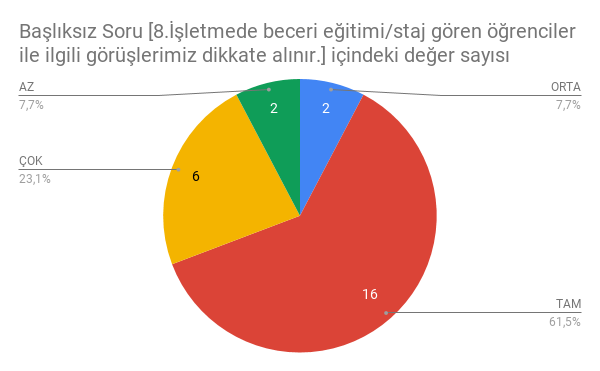 Başlıksız Soru [8.İşletmede beceri eğitimi/staj gören öğrenciler
ile ilgili görüşlerimiz dikkate alınır.] içindeki değer sayısı
AZ
7,7%
ORTA
7,7%
2
2
ÇOK
23,1%
6
16
TAM
61,5%